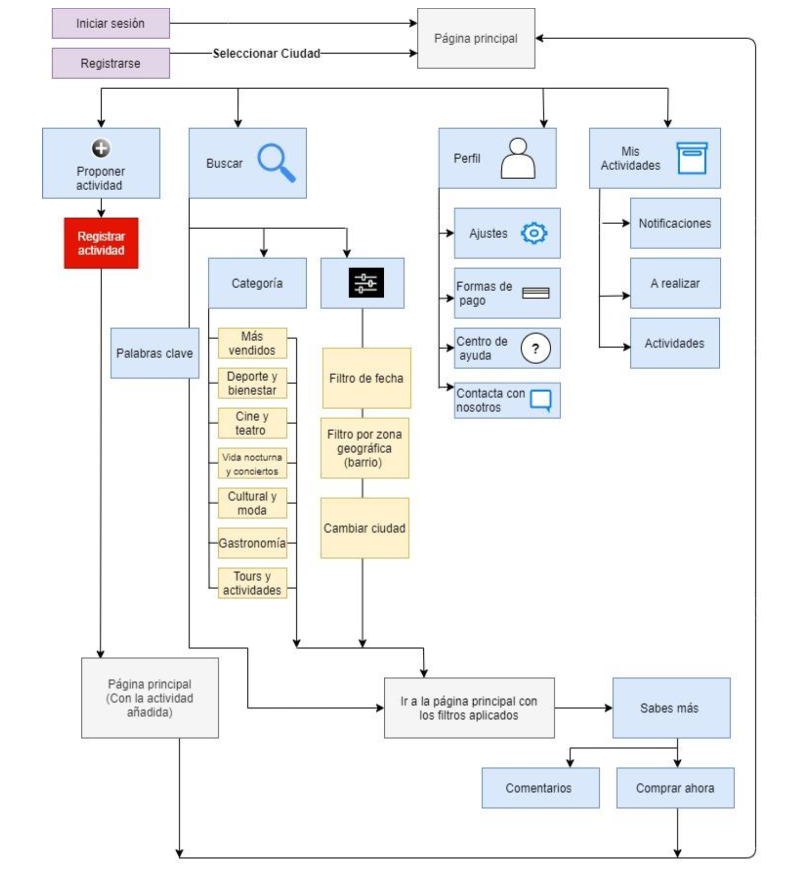 Iniciar sesión
Registrarse
Seleccionar Ciudad
Página principal
Proponer
actividad
Buscar
Perfil
Mis
Actividades
Registrar
actividad
Categoría
Ajustes
Formas de
pago
Centro de
ayuda
?
Contacta con
nosotros
Notificaciones
A realizar
Actividades
Palabras clave
Más
vendidos
Deporte y
bienestar
Cine y
teatro
Vida nocturna
y conciertos
Cultural y
moda
Gastronomía
Tours y
actividades
Filtro de fecha
Filtro por zona
geográfica
(barrio)
Cambiar ciudad
Página principal
(Con la actividad
añadida)
Ir a la página principal con
los filtros aplicados
Sabes más
Comentarios
Comprar ahora